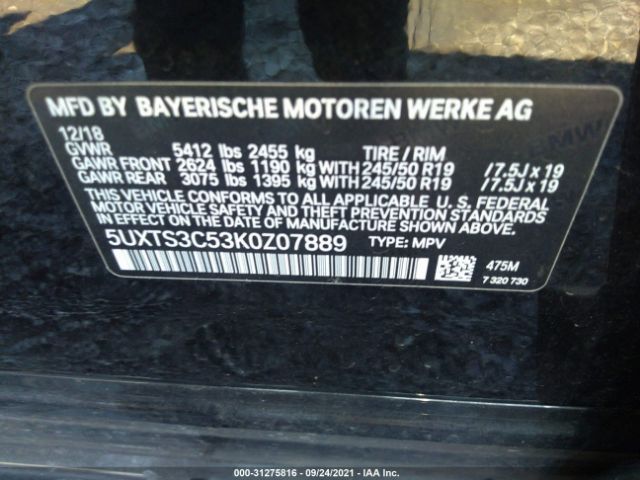 MFD BY BAYERISCHE MOTOREN WERKE AG
12/18
GVWR 5412 lbs 2455 kg TIRE / RIM
GAWR FRONT 2624 lbs 1190 kg WITH 245/50 R19 /7.5J x 19
GAWR REAR 3075 lbs 1395 kg WITH 245/50 R19 /7.5J x 19
THIS VEHICLE CONFORMS TO ALL APPLICABLE U. S. FEDERAL
MOTOR VEHICLE SAFETY AND THEFT PREVENTION STANDARDS
IN EFFECT ON THE DATE OF MANUFACTURE SHOWN ABOVE.
5UXTS3C53K0Z07889 TYPE: MPV
475M
7 320 730
000-31275816 - 09/24/2021 - IAA Inc.